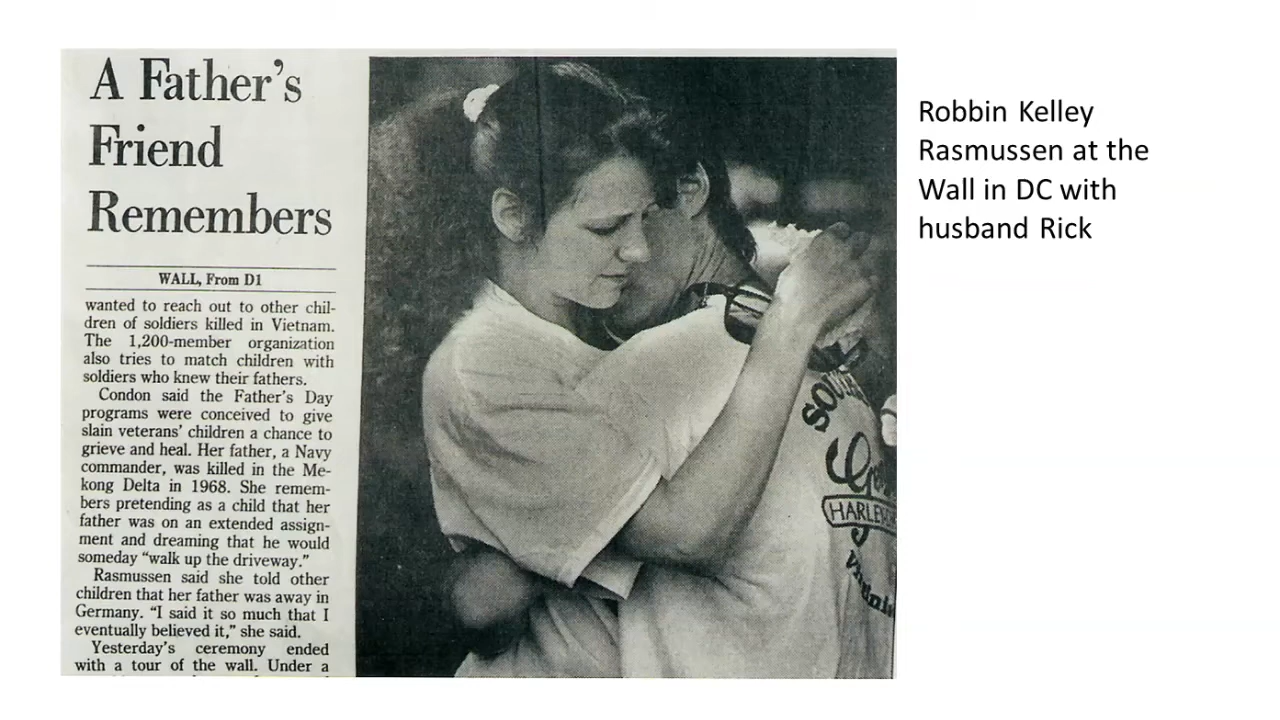 A Father's
Friend
Remembers
WALL, From D1
wanted to reach out to other chil-
dren of soldiers killed in Vietnam.
The 1,200-member organization
also tries to match children with
soldiers who knew their fathers.
Condon said the Father's Day
programs were conceived to give
slain veterans' children a chance to
grieve and heal. Her father, a Navy
commander, was killed in the Me-
kong Delta in 1968. She remem-
bers pretending as a child that her
father was on an extended assign-
ment and dreaming that he would
someday "walk up the driveway."
Rasmussen said she told other
children that her father was away in
Germany. "I said it so much that I
eventually believed it," she said.
Yesterday's ceremony ended
with a tour of the wall. Under a
HARLEY
Robbin Kelley
Rasmussen at the
Wall in DC with
husband Rick